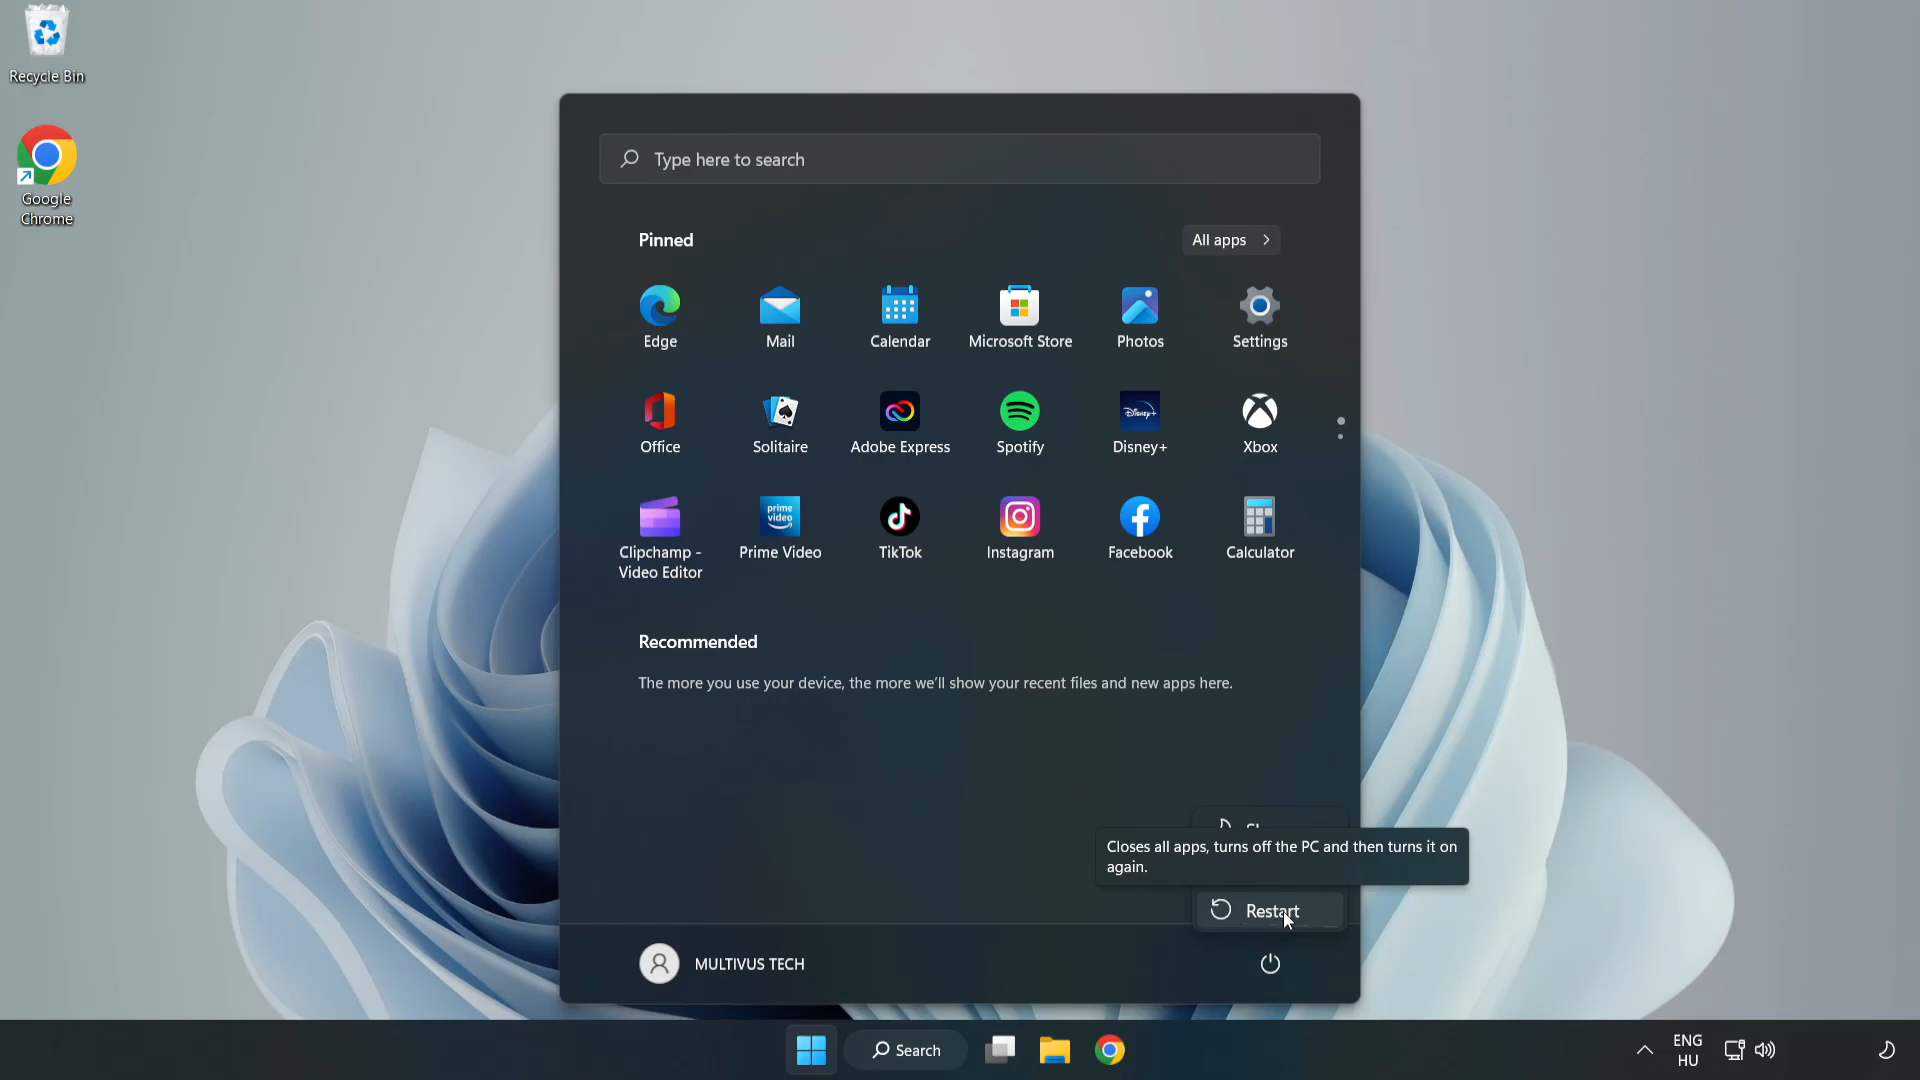 Recycle Bin
Google
Chrome
Type here to search
Pinned
All apps
Edge
Mail
Calendar
Microsoft Store
Photos
Settings
Office
Solitaire
Adobe Express
Spotify
Disney+
Disney+
Xbox
prime
video
Clipchamp -
Video Editor
Prime Video
TikTok
Instagram
Facebook
Calculator
Recommended
The more you use your device, the more we'll show your recent files and new apps here.
Closes all apps, turns off the PC and then turns it on
again.
Restart
MULTIVUS TECH
Search
ENG
HU